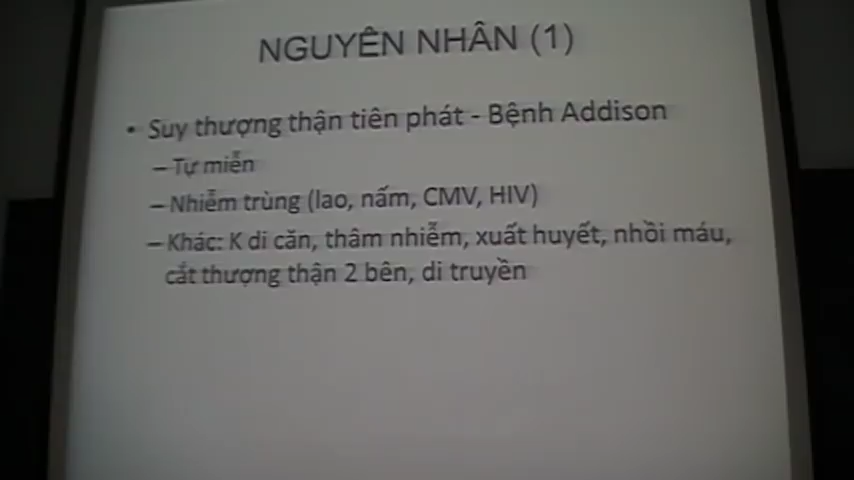 NGUYÊN NHÂN (1)
• Suy thượng thận tiên phát - Bệnh Addison
– Tự miễn
– Nhiễm trùng (lao, nấm, CMV, HIV)
– Khác: K di căn, thâm nhiễm, xuất huyết, nhồi máu,
cắt thượng thận 2 bên, di truyền